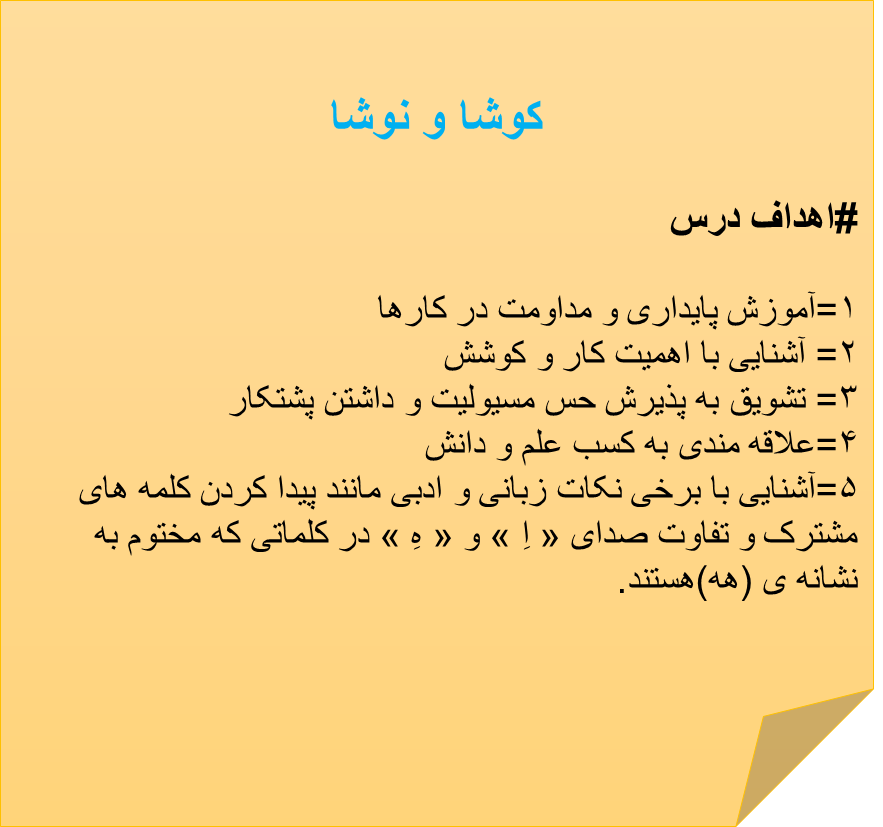 کوشا و نوشا
#اهداف درس
۱=آموزش پایداری و مداومت در کارها
۲= آشنایی با اهمیت کار و کوشش
۳= تشویق به پذیرش حس مسیولیت و داشتن پشتکار
۴=علاقه مندی به کسب علم و دانش
۵=آشنایی با برخی نکات زبانی و ادبی مانند پیدا کردن کلمه های
مشترک و تفاوت صدای « اِ » و « هِ » در کلماتی که مختوم به
نشانه ی (هه)هستند.